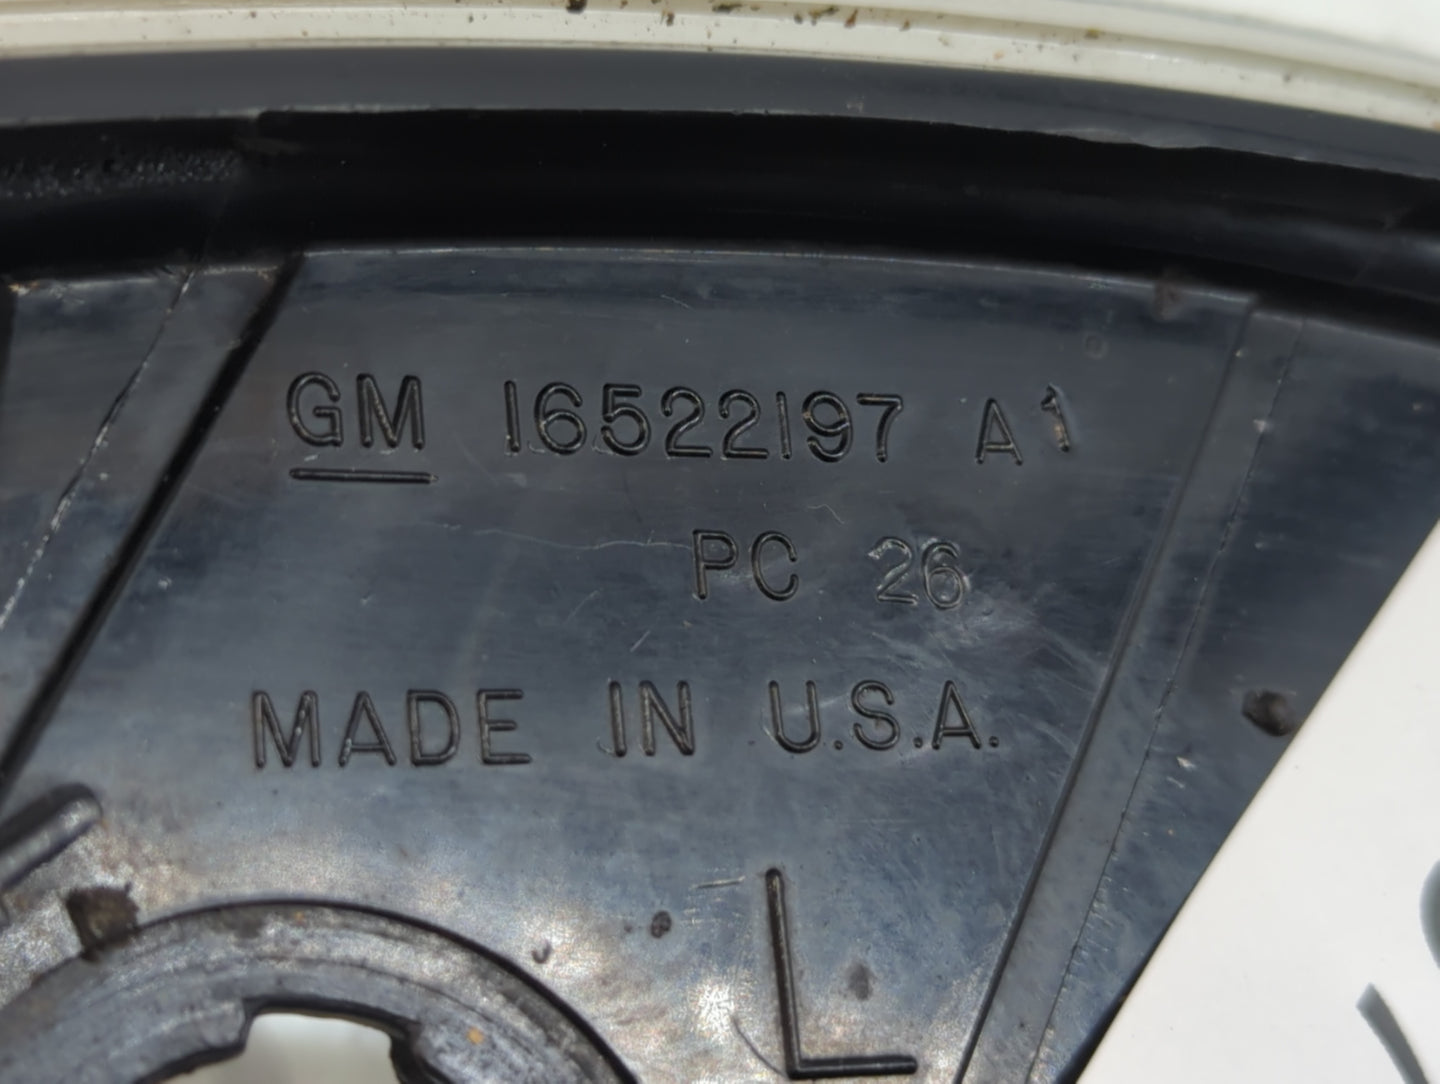 GM 16522197 A1
PC 26
MADE IN U.S.A.
L